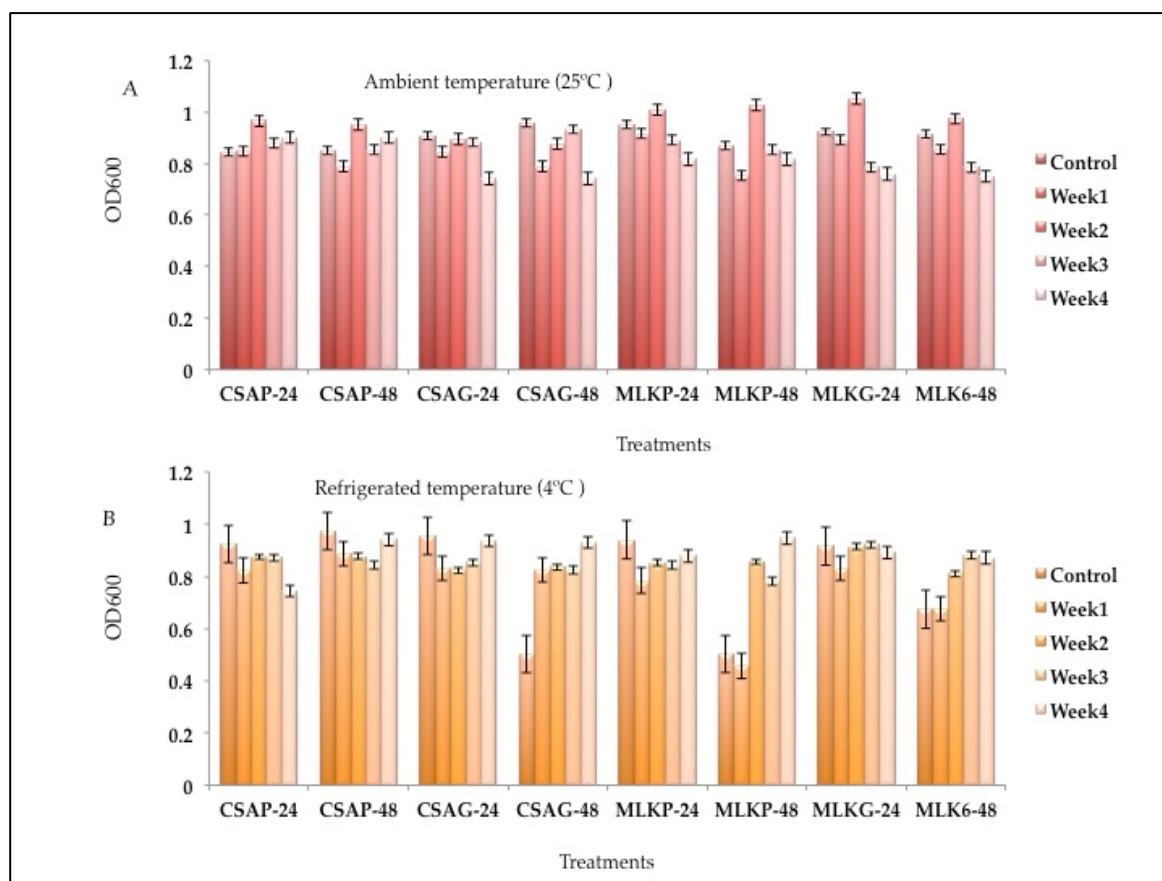 A
Ambient temperature (25°C )
OD600
1.2
1
0.8
0.6
0.4
0.2
0
CSAP-24 CSAP-48 CSAG-24 CSAG-48 MLKP-24 MLKP-48 MLKG-24 MLK6-48
Treatments
Control
Week1
Week2
Week3
Week4
B
Refrigerated temperature (4°C )
OD600
1.2
1
0.8
0.6
0.4
0.2
0
CSAP-24 CSAP-48 CSAG-24 CSAG-48 MLKP-24 MLKP-48 MLKG-24 MLK6-48
Treatments
Control
Week1
Week2
Week3
Week4